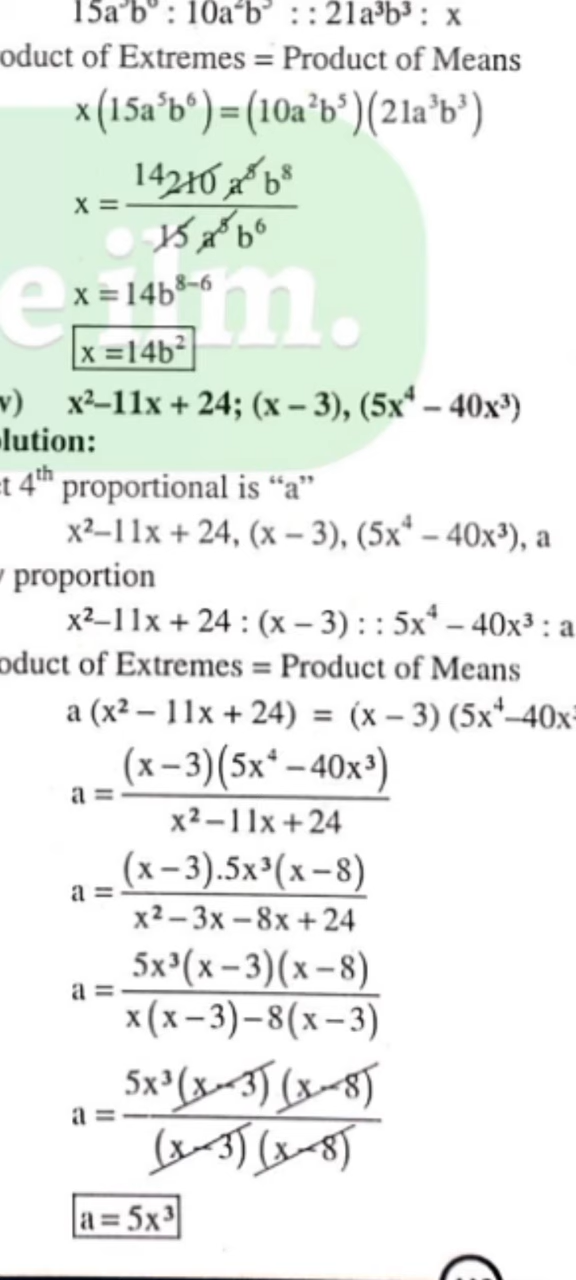 15a⁵b⁶ : 10a²b⁵ : : 21a³b³ : x
oduct of Extremes = Product of Means
x(15a⁵b⁶)=(10a²b⁵)(21a³b³)
x = 14210 a⁵ b⁸ / 15 a⁵ b⁶
x = 14b⁸⁻⁶
x =14b²
v) x²–11x + 24; (x – 3), (5x⁴ – 40x³)
lution:
t 4th proportional is “a”
x²–11x + 24, (x – 3), (5x⁴ – 40x³), a
proportion
x²–11x + 24 : (x – 3) : : 5x⁴ – 40x³ : a
oduct of Extremes = Product of Means
a (x² – 11x + 24) = (x – 3) (5x⁴–40x³
a = (x–3)(5x⁴–40x³) / x²–11x+24
a = (x–3).5x³(x–8) / x²–3x–8x+24
a = 5x³(x–3)(x–8) / x(x–3)–8(x–3)
a = 5x³(x–3)(x–8) / (x–3)(x–8)
a = 5x³
e ilm.